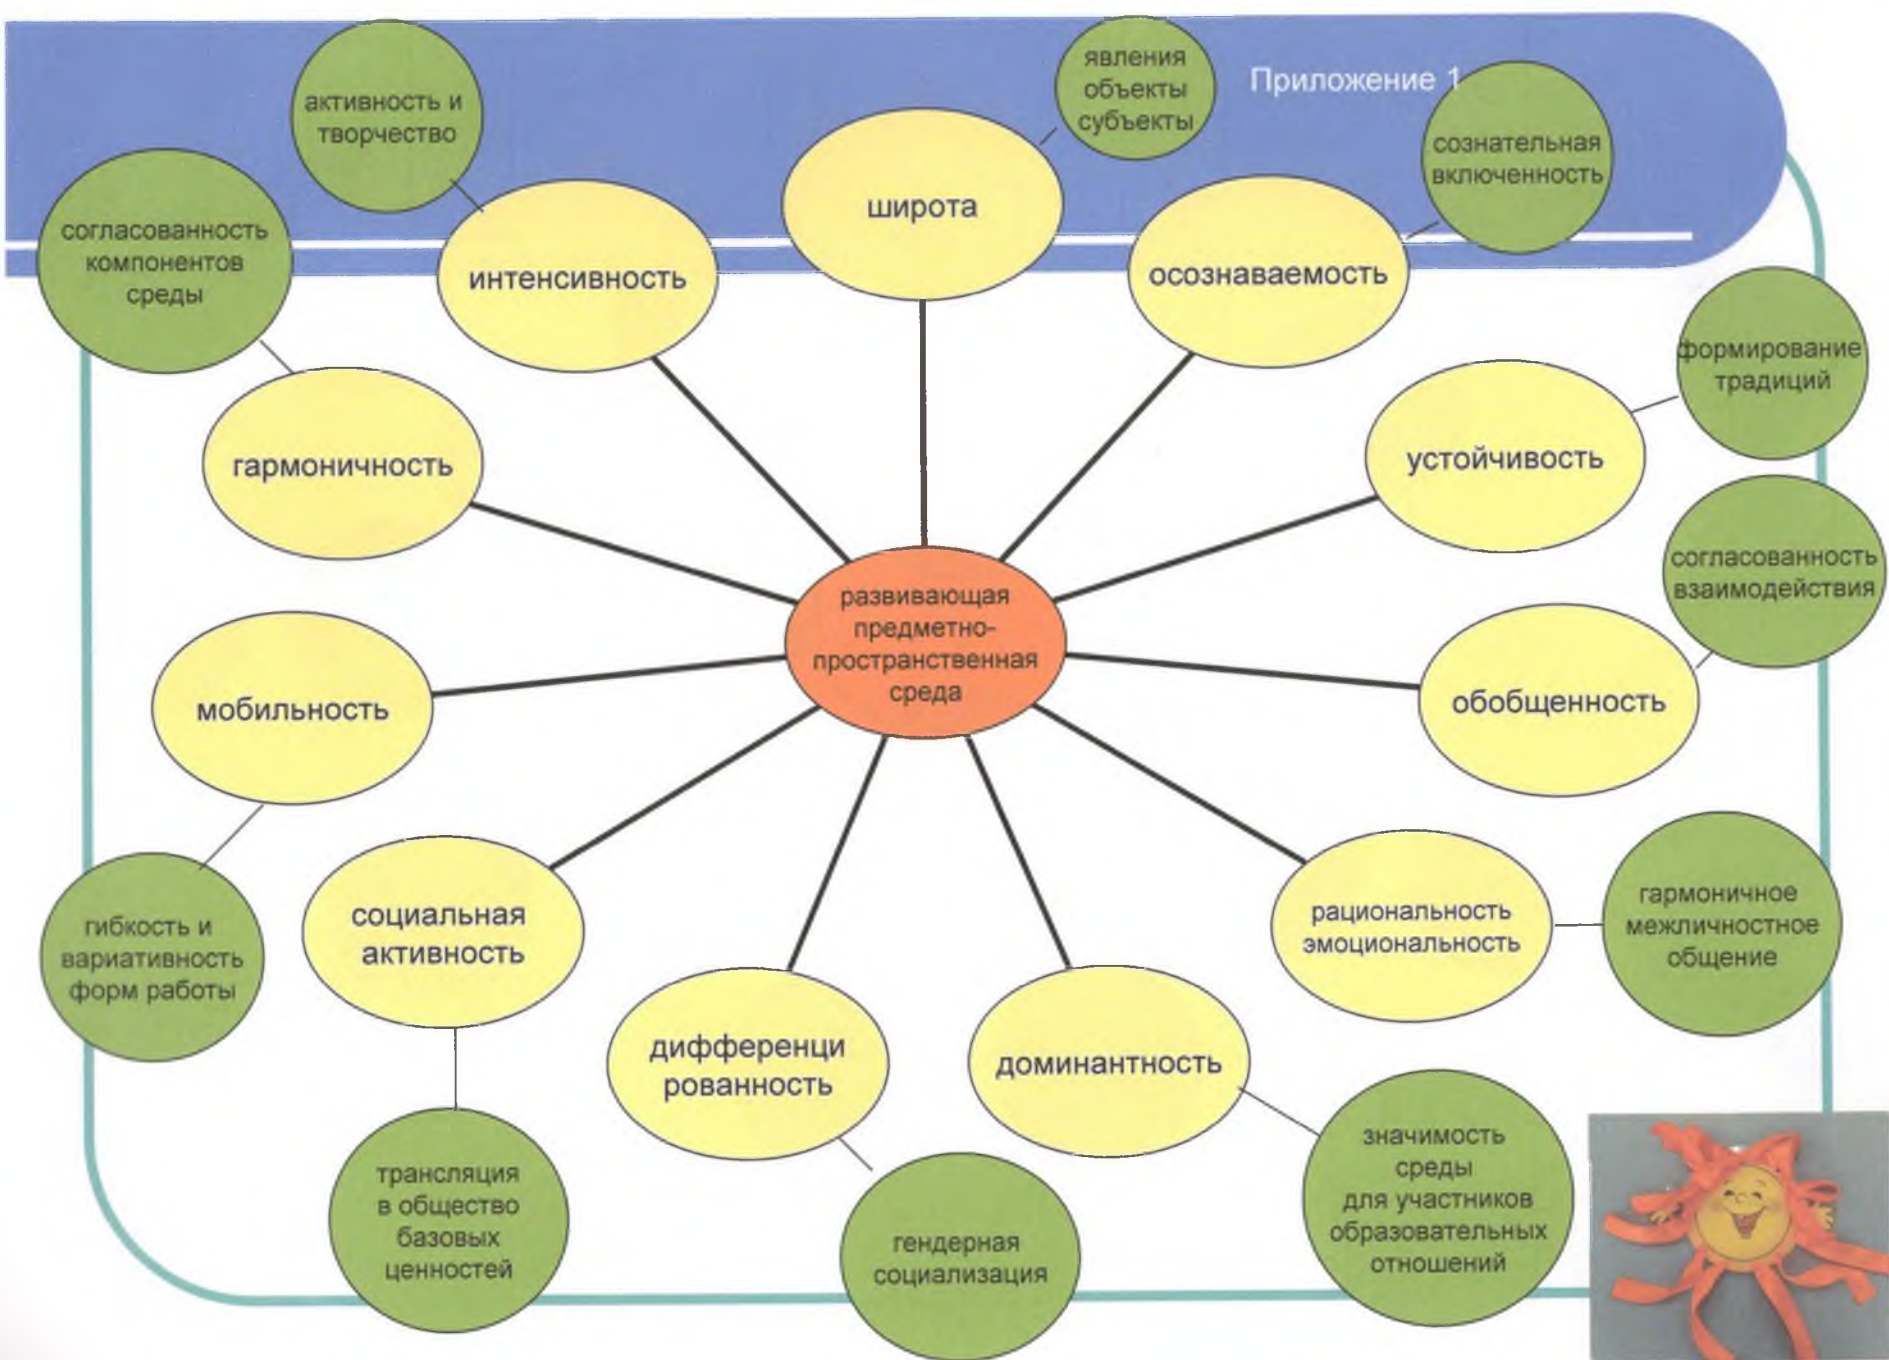 Приложение 1
активность и
творчество
явления
объекты
субъекты
сознательная
включенность
согласованность
компонентов
среды
интенсивность
широта
осознаваемость
формирование
традиций
гармоничность
устойчивость
согласованность
взаимодействия
развивающая
предметно-
пространственная
среда
мобильность
обобщенность
гибкость и
вариативность
форм работы
социальная
активность
рациональность
эмоциональность
гармоничное
межличностное
общение
дифференци
рованность
доминантность
трансляция
в общество
базовых
ценностей
гендерная
социализация
значимость
среды
для участников
образовательных
отношений